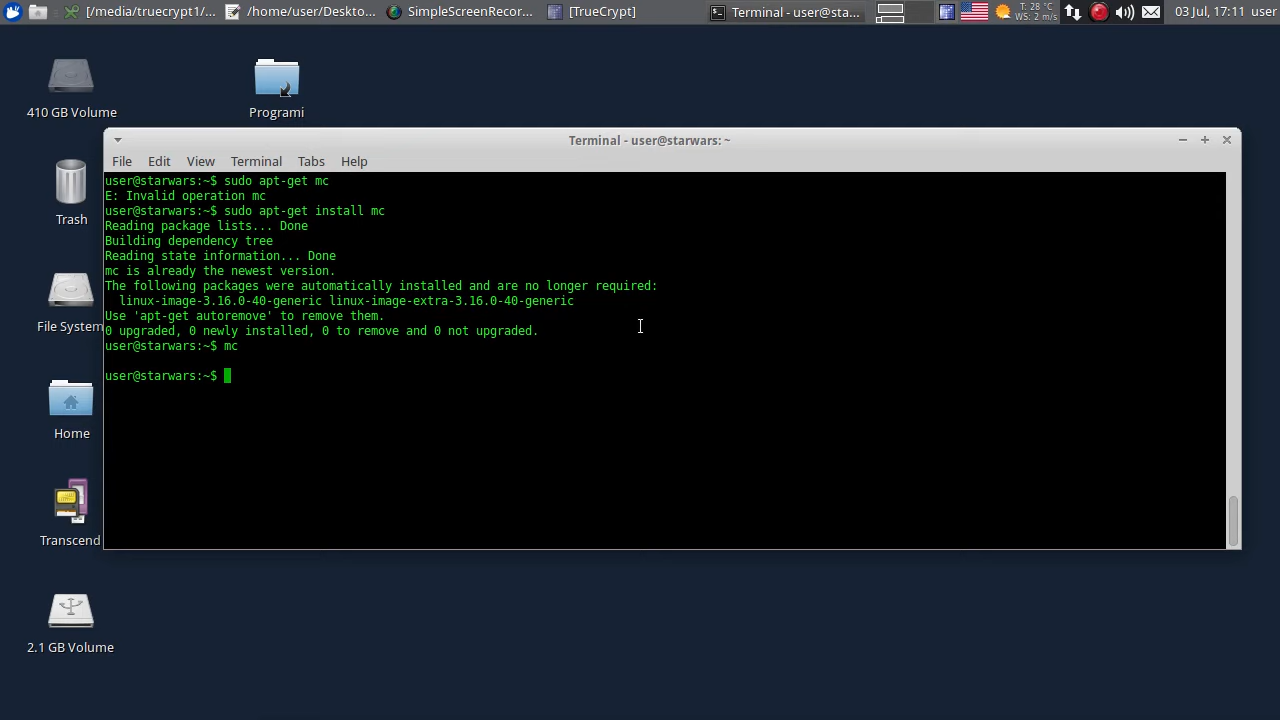 [/media/truecrypt1/... /home/user/Deskto... SimpleScreenRecor... [TrueCrypt] Terminal - user@sta... T: 28 °C 03 Jul, 17:11 user
WS: 2 m/s
410 GB Volume
Programi
Trash
File System
Home
Transcend
2.1 GB Volume
Terminal - user@starwars: ~
File Edit View Terminal Tabs Help
user@starwars:~$ sudo apt-get mc
E: Invalid operation mc
user@starwars:~$ sudo apt-get install mc
Reading package lists... Done
Building dependency tree
Reading state information... Done
mc is already the newest version.
The following packages were automatically installed and are no longer required:
linux-image-3.16.0-40-generic linux-image-extra-3.16.0-40-generic
Use 'apt-get autoremove' to remove them.
0 upgraded, 0 newly installed, 0 to remove and 0 not upgraded.
user@starwars:~$ mc
user@starwars:~$